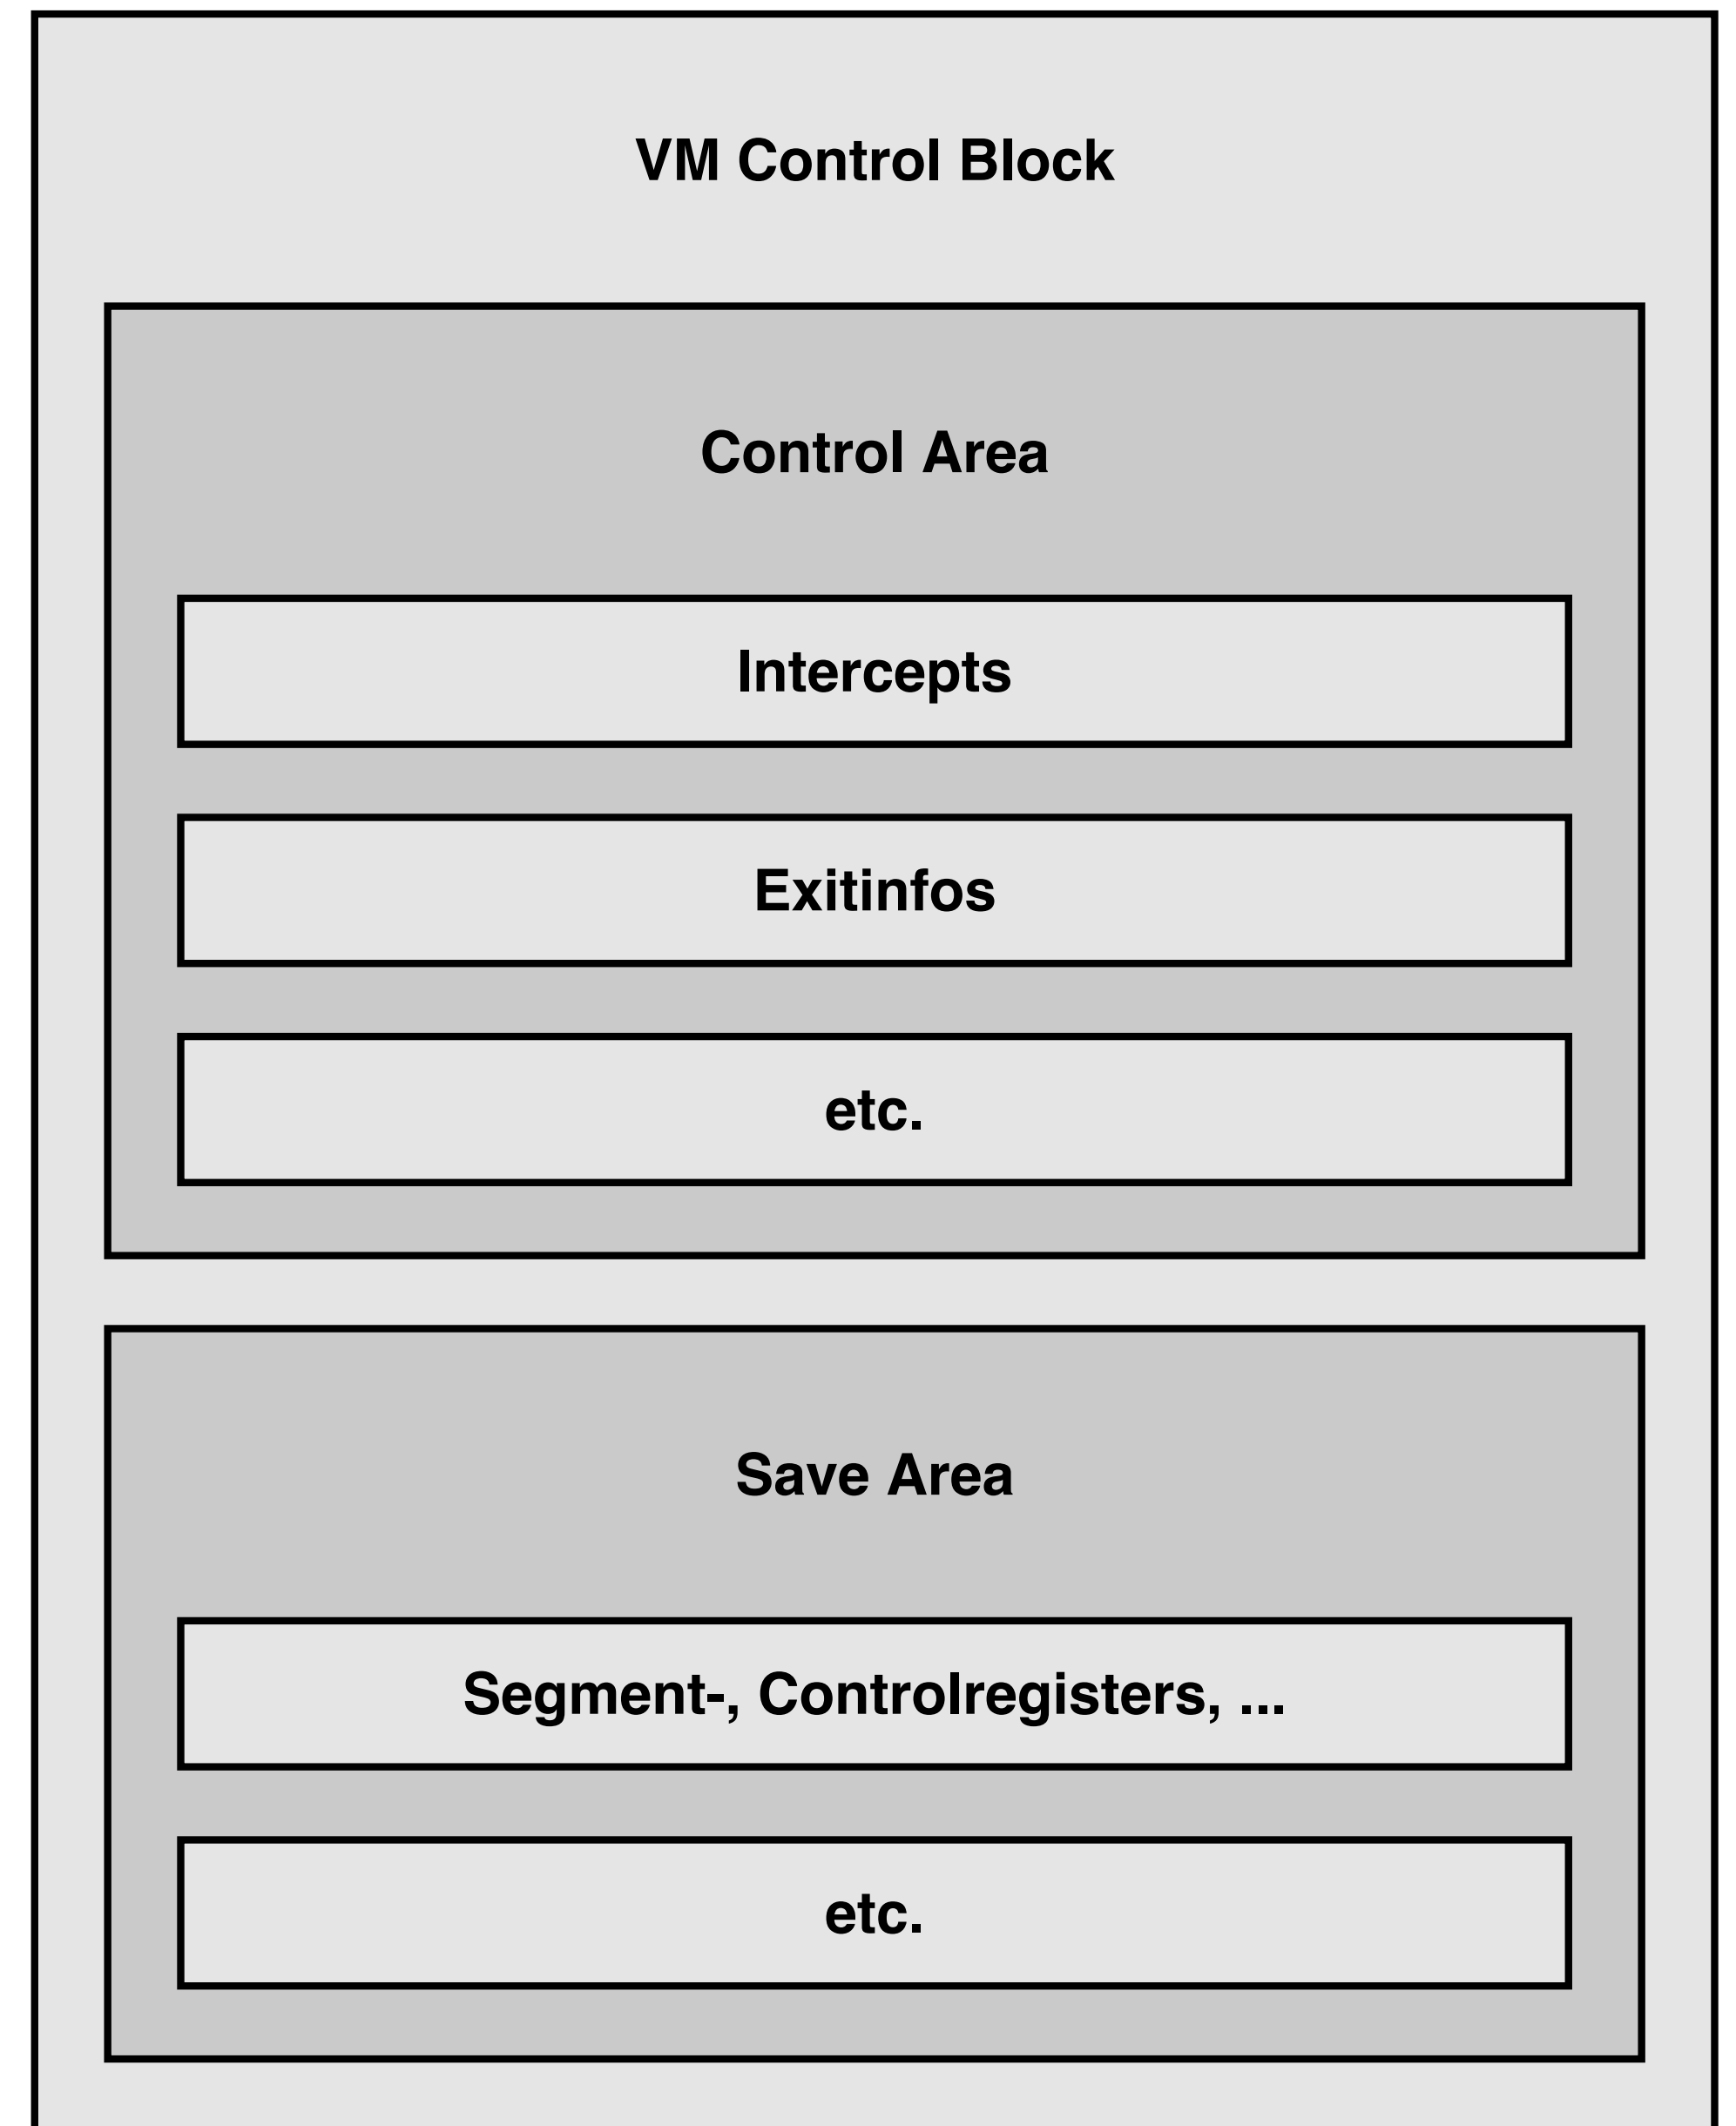 VM Control Block
Control Area
Intercepts
Exitinfos
etc.
Save Area
Segment-, Controlregisters, ...
etc.